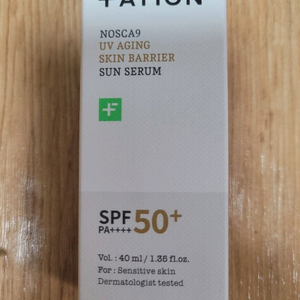 ATION
NOSCA9
UV AGING
SKIN BARRIER
SUN SERUM
SPF 50+
PA++++
Vol. : 40 ml / 1.35 fl.oz.
For : Sensitive skin
Dermatologist tested